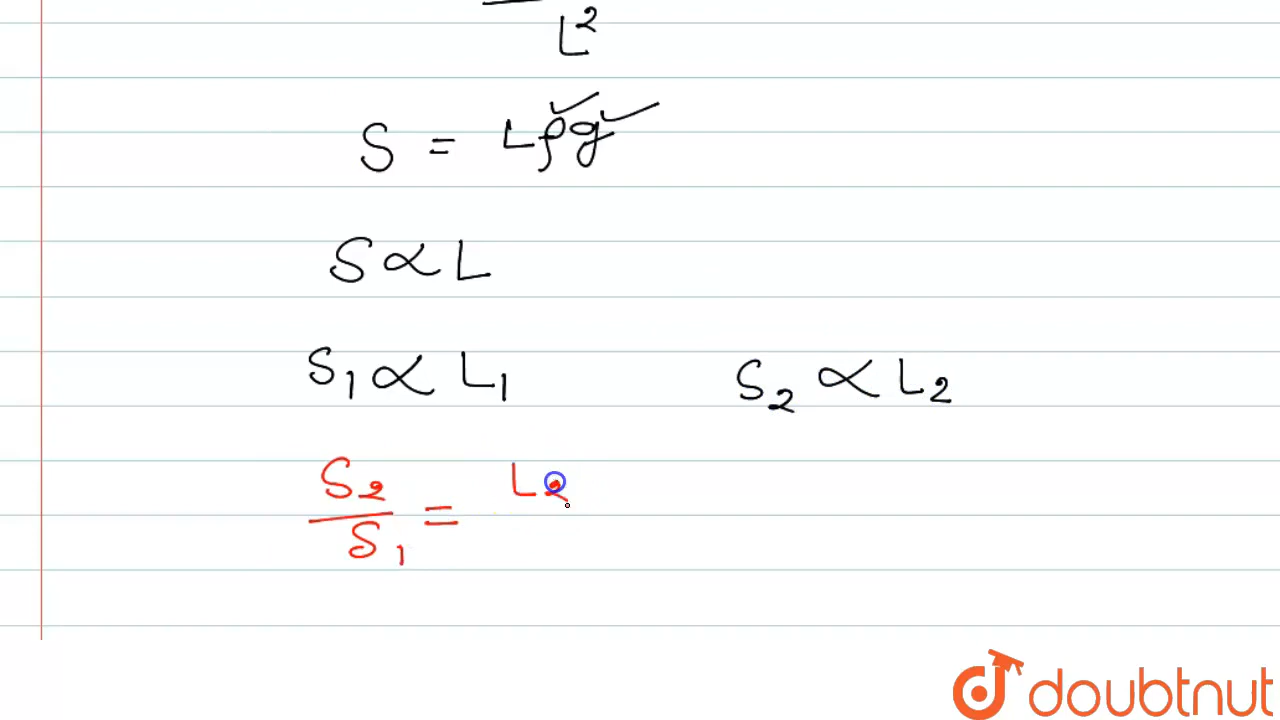 L²
S = Lρg
S ∝ L
S₁ ∝ L₁ S₂ ∝ L₂
S₂/S₁ = L₂
doubtnut